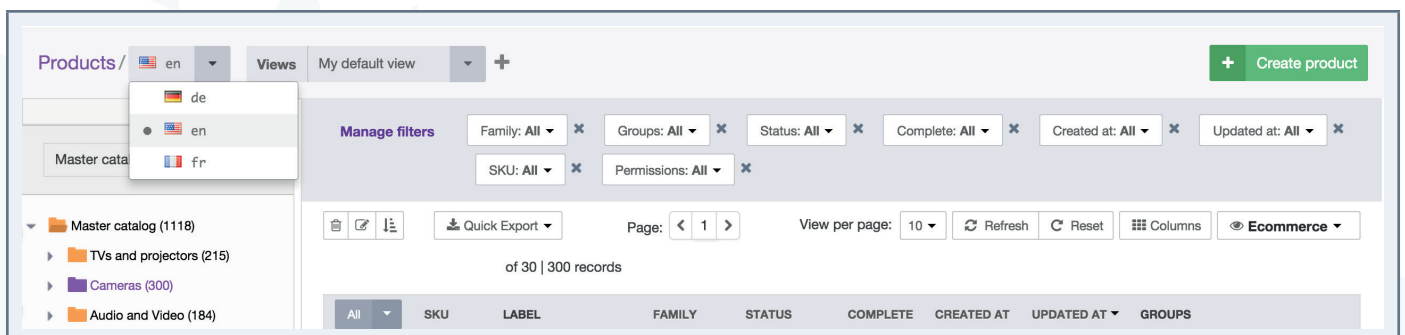 Products / en Views My default view Create product
de
en
fr
Master cata
Manage filters Family: All Groups: All Status: All Complete: All Created at: All Updated at: All
SKU: All Permissions: All
Master catalog (1118)
TVs and projectors (215)
Cameras (300)
Audio and Video (184)
Quick Export Page: 1 View per page: 10 Refresh Reset Columns Ecommerce
of 30 | 300 records
All SKU LABEL FAMILY STATUS COMPLETE CREATED AT UPDATED AT GROUPS